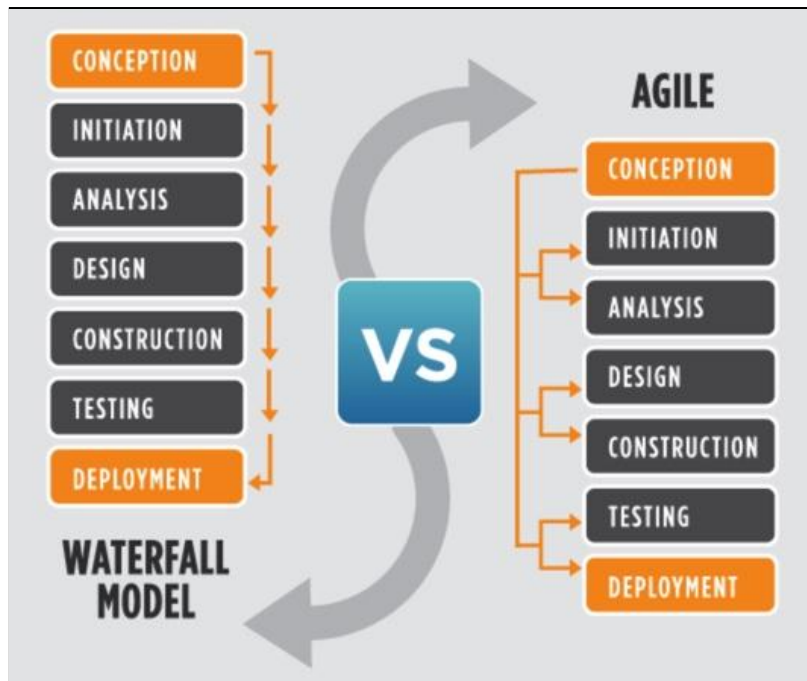 CONCEPTION
INITIATION
ANALYSIS
DESIGN
CONSTRUCTION
TESTING
DEPLOYMENT
WATERFALL
MODEL
VS
AGILE
CONCEPTION
INITIATION
ANALYSIS
DESIGN
CONSTRUCTION
TESTING
DEPLOYMENT